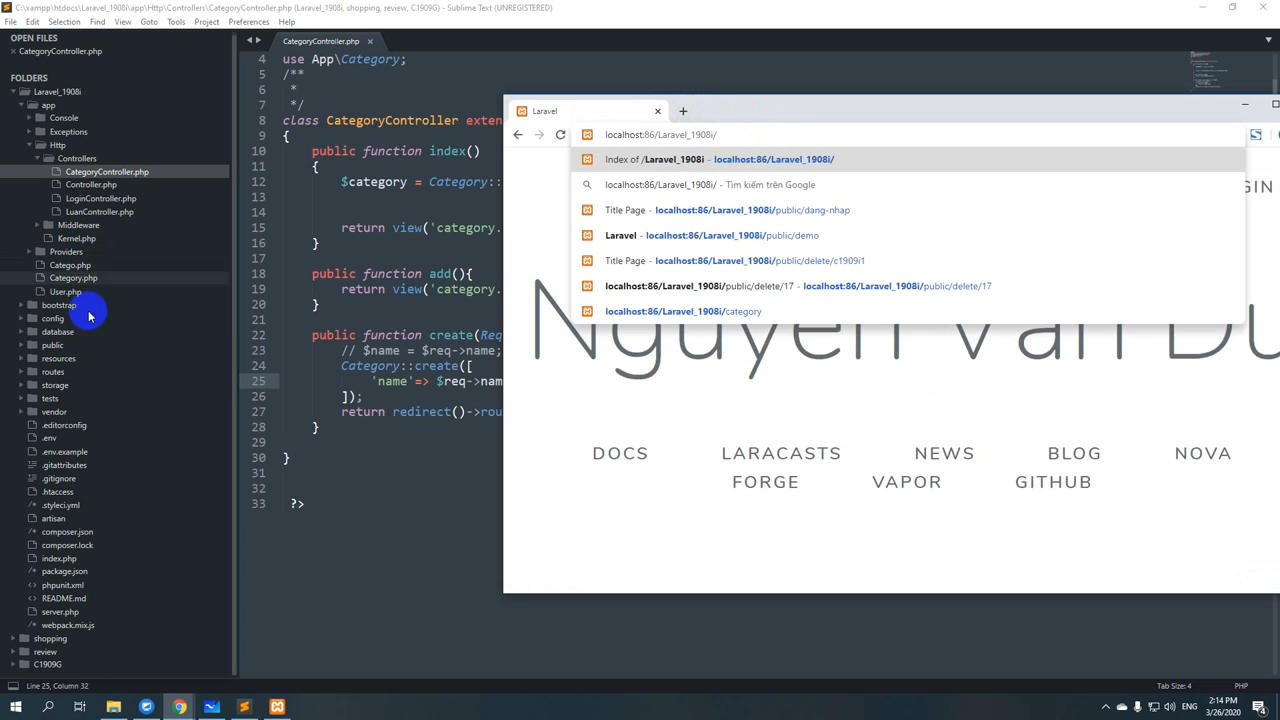 C:\xampp\htdocs\Laravel_1908i\app\Http\Controllers\CategoryController.php (Laravel_1908i, shopping, review, C1909G) - Sublime Text (UNREGISTERED)
File Edit Selection Find View Goto Tools Project Preferences Help
OPEN FILES
CategoryController.php
FOLDERS
Laravel_1908i
app
Console
Exceptions
Http
Controllers
CategoryController.php
Controller.php
LoginController.php
LuanController.php
Middleware
Kernel.php
Providers
Catego.php
Category.php
User.php
bootstrap
config
database
public
resources
routes
storage
tests
vendor
.editorconfig
.env
.env.example
.gitattributes
.gitignore
.htaccess
.styleci.yml
artisan
composer.json
composer.lock
index.php
package.json
phpunit.xml
README.md
server.php
webpack.mix.js
shopping
review
C1909G
CategoryController.php
4 use App\Category;
5 /**
6 *
7 */
8 class CategoryController exten
9 {
10 public function index()
11 {
12 $category = Category::
13
14
15 return view('category.
16 }
17
18 public function add(){
19 return view('category.
20 }
21
22 public function create(Req
23 // $name = $req->name;
24 Category::create([
25 'name'=> $req->nam
26 ]);
27 return redirect()->rou
28 }
29
30 }
31
32
33 ?>
Laravel
localhost:86/Laravel_1908i/
Index of /Laravel_1908i - localhost:86/Laravel_1908i/
localhost:86/Laravel_1908i/ - Tìm kiếm trên Google
Title Page - localhost:86/Laravel_1908i/public/dang-nhap
Laravel - localhost:86/Laravel_1908i/public/demo
Title Page - localhost:86/Laravel_1908i/public/delete/c1909i1
localhost:86/Laravel_1908i/public/delete/17 - localhost:86/Laravel_1908i/public/delete/17
localhost:86/Laravel_1908i/category
GIN
Nguyen Van Du
DOCS LARACASTS NEWS BLOG NOVA
FORGE VAPOR GITHUB
Line 25, Column 32
Tab Size: 4 PHP
ENG
2:14 PM
3/26/2020
4